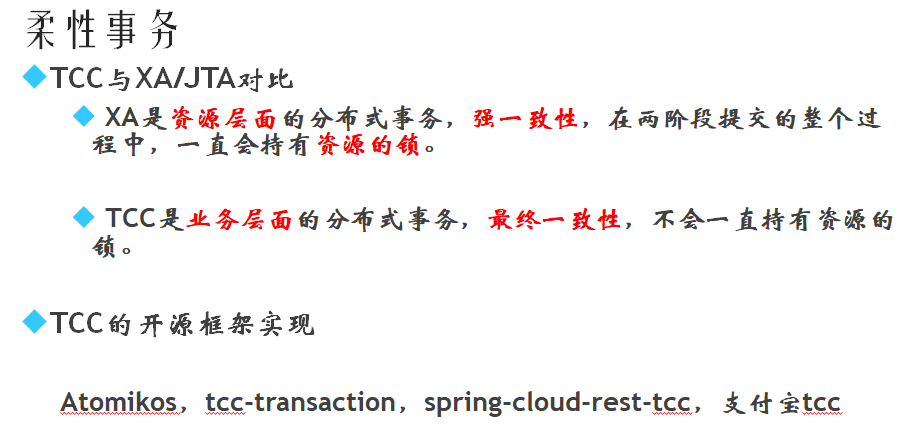 柔性事务
TCC与XA/JTA对比
XA是资源层面的分布式事务，强一致性，在两阶段提交的整个过
程中，一直会持有资源的锁。
TCC是业务层面的分布式事务，最终一致性，不会一直持有资源的
锁。
TCC的开源框架实现
Atomikos，tcc-transaction，spring-cloud-rest-tcc，支付宝tcc